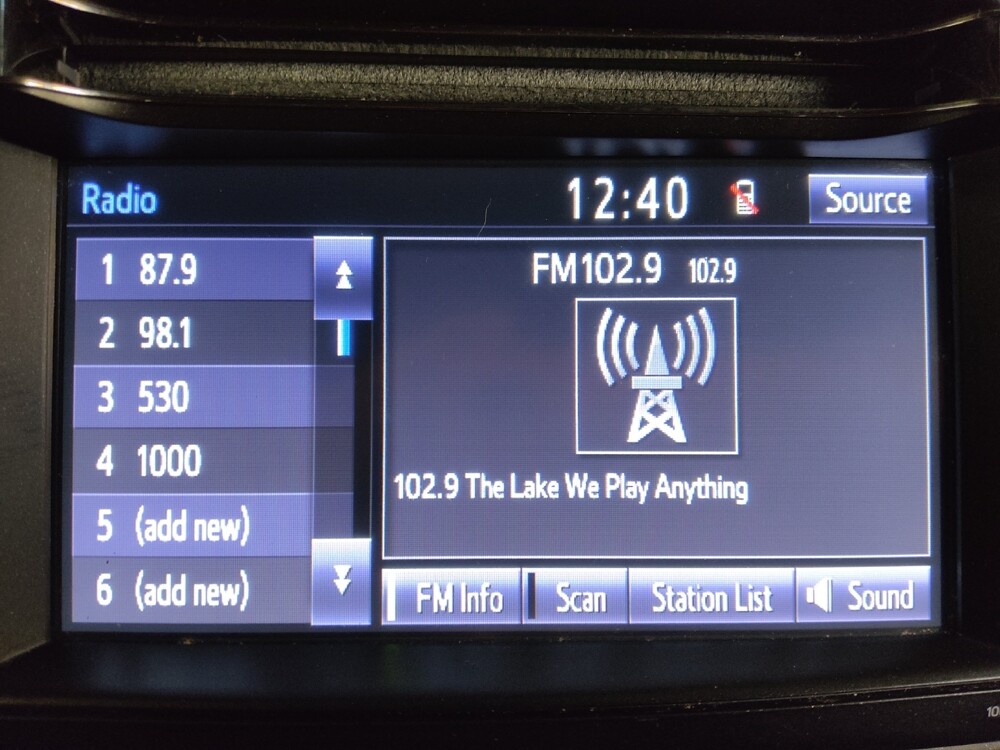 Radio 12:40 Source
1 87.9
2 98.1
3 530
4 1000
5 (add new)
6 (add new)
FM102.9 102.9
102.9 The Lake We Play Anything
FM Info Scan Station List Sound